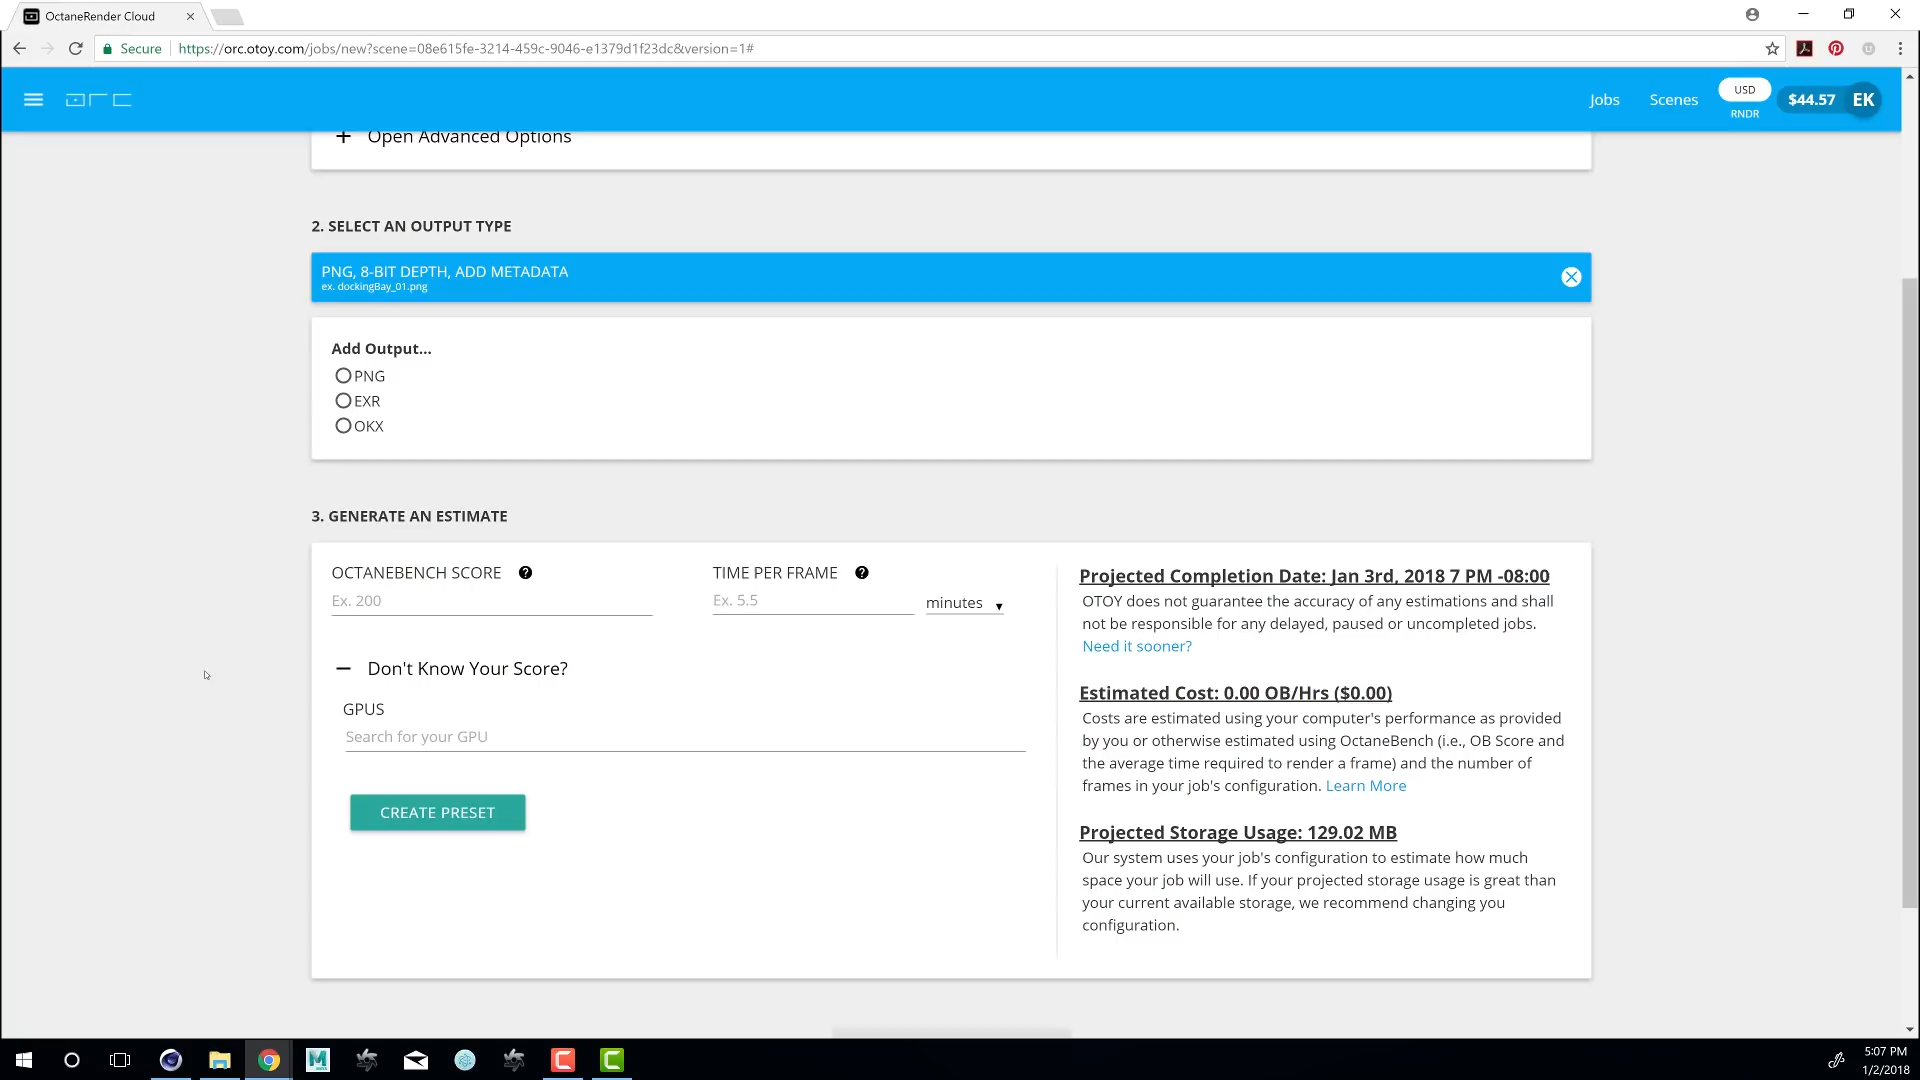 OctaneRender Cloud
Secure
https://orc.otoy.com/jobs/new?scene=08e615fe-3214-459c-9046-e1379d1f23dc&version=1#
orc
Jobs
Scenes
USD
RNDR
$44.57
EK
Open Advanced Options
2. SELECT AN OUTPUT TYPE
PNG, 8-BIT DEPTH, ADD METADATA
ex. dockingBay_01.png
Add Output...
PNG
EXR
OKX
3. GENERATE AN ESTIMATE
OCTANEBENCH SCORE
Ex. 200
TIME PER FRAME
Ex. 5.5
minutes
Don't Know Your Score?
GPUS
Search for your GPU
CREATE PRESET
Projected Completion Date: Jan 3rd, 2018 7 PM -08:00
OTOY does not guarantee the accuracy of any estimations and shall
not be responsible for any delayed, paused or uncompleted jobs.
Need it sooner?
Estimated Cost: 0.00 OB/Hrs ($0.00)
Costs are estimated using your computer's performance as provided
by you or otherwise estimated using OctaneBench (i.e., OB Score and
the average time required to render a frame) and the number of
frames in your job's configuration. Learn More
Projected Storage Usage: 129.02 MB
Our system uses your job's configuration to estimate how much
space your job will use. If your projected storage usage is great than
your current available storage, we recommend changing you
configuration.
5:07 PM
1/2/2018